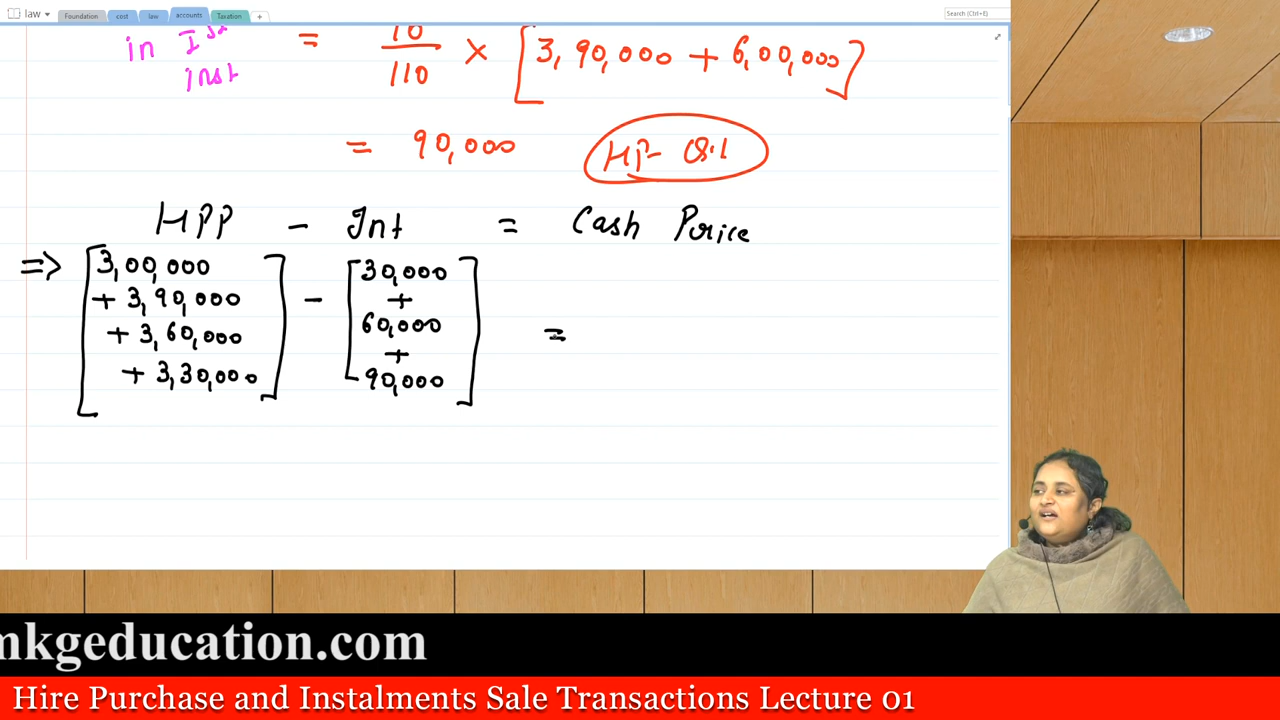 law
Foundation cost law accounts Taxation +
Search (Ctrl+E)
in Ist = 10/110 × [3,90,000 + 6,00,000]
inst
= 90,000 HP-
HPP - Int = Cash Price
=> [3,00,000 + 3,90,000 + 3,60,000 + 3,30,000] - [30,000 + 60,000 + 90,000] =
mkgeducation.com
Hire Purchase and Instalments Sale Transactions Lecture 01